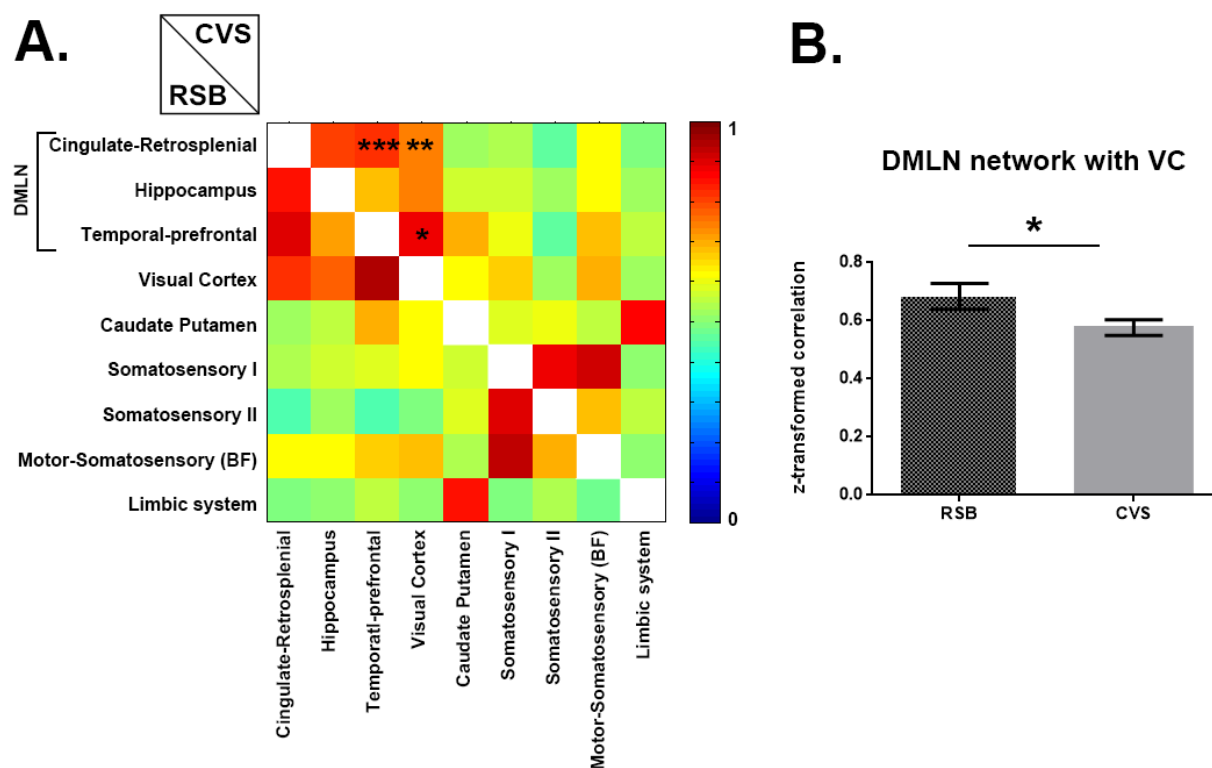 A.
CVS
RSB
DMLN
Cingulate-Retrosplenial
Hippocampus
Temporal-prefrontal
Visual Cortex
Caudate Putamen
Somatosensory I
Somatosensory II
Motor-Somatosensory (BF)
Limbic system
*** **
*
1
0
Cingulate-Retrosplenial
Hippocampus
Temporatl-prefrontal
Visual Cortex
Caudate Putamen
Somatosensory I
Somatosensory II
Motor-Somatosensory (BF)
Limbic system
B.
DMLN network with VC
*
z-transformed correlation
0.8
0.6
0.4
0.2
0.0
RSB
CVS